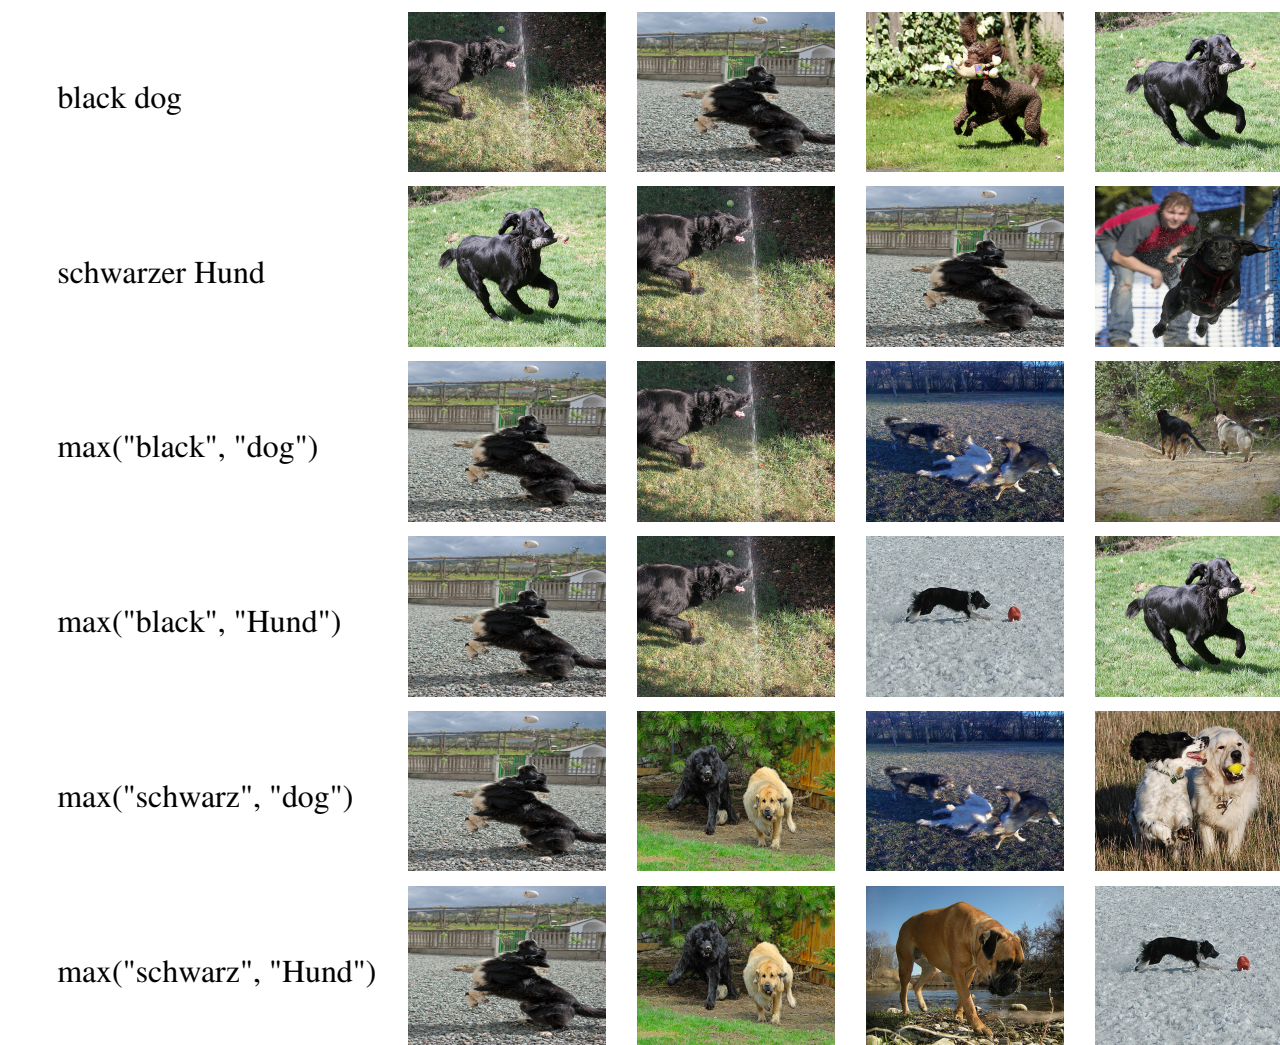 black dog
schwarzer Hund
max("black", "dog")
max("black", "Hund")
max("schwarz", "dog")
max("schwarz", "Hund")